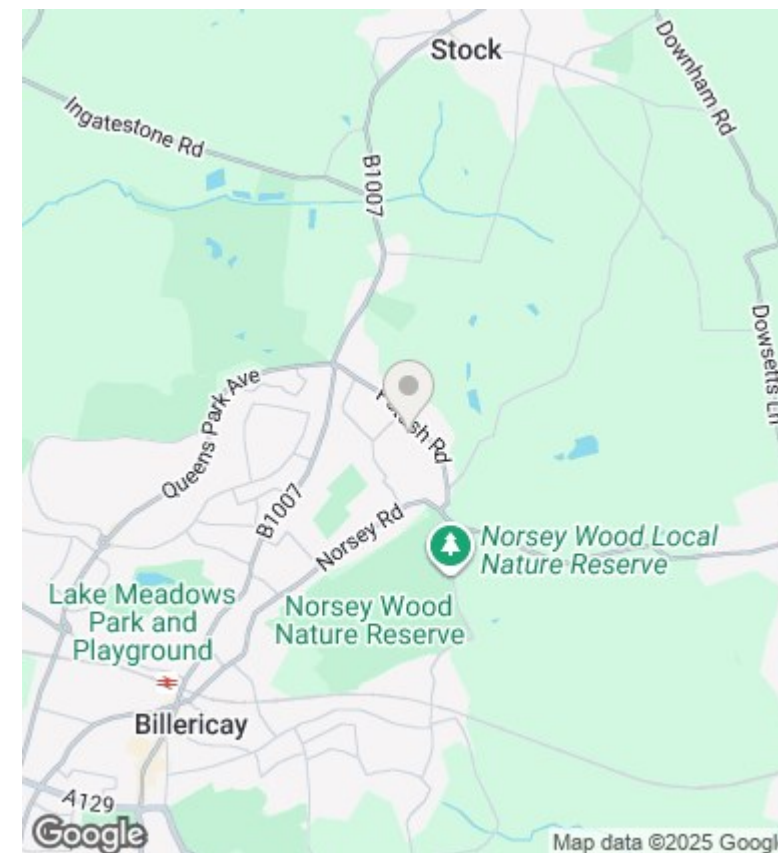 Stock
Downham Rd
Ingatestone Rd
B1007
Dowsetts Ln
Queens Park Ave
Rd
B1007
Norsey Rd
Norsey Wood Local
Nature Reserve
Lake Meadows
Park and
Playground
Norsey Wood
Nature Reserve
Billericay
A129
Google
Map data ©2025 Googl